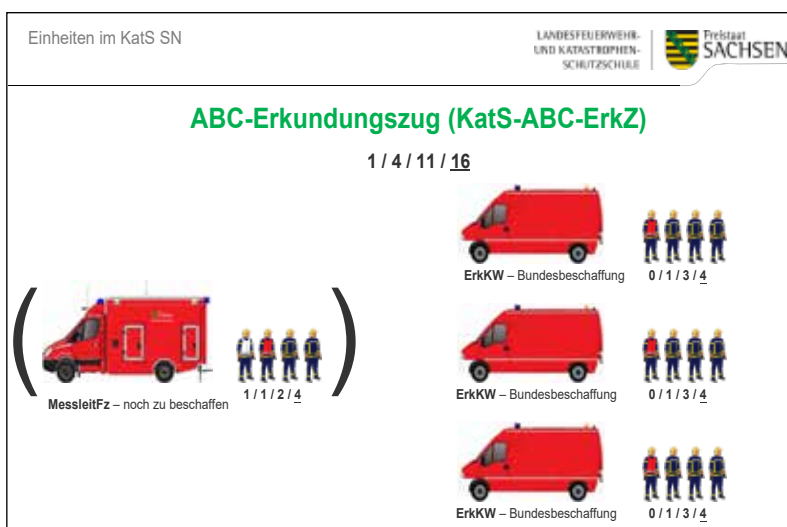 Einheiten im KatS SN
LANDESFEUERWEHR-
UND KATASTROPHEN-
SCHUTZSCHULE
Freistaat
SACHSEN
ABC-Erkundungszug (KatS-ABC-ErkZ)
1 / 4 / 11 / 16
ErkKW – Bundesbeschaffung
0 / 1 / 3 / 4
(
)
MessleitFz – noch zu beschaffen
1 / 1 / 2 / 4
ErkKW – Bundesbeschaffung
0 / 1 / 3 / 4
ErkKW – Bundesbeschaffung
0 / 1 / 3 / 4